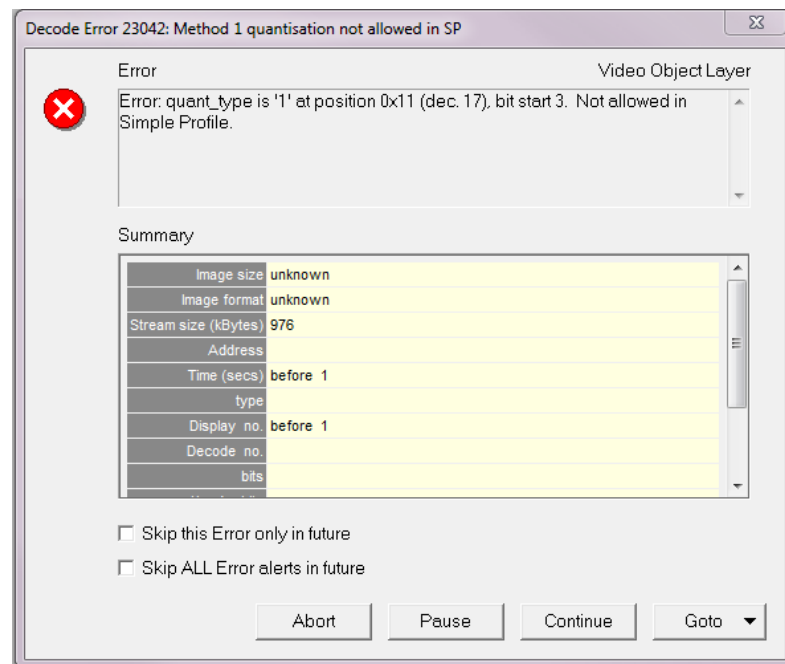 Decode Error 23042: Method 1 quantisation not allowed in SP
Error
Video Object Layer
Error: quant_type is '1' at position 0x11 (dec. 17), bit start 3.  Not allowed in
Simple Profile.
Summary
Image size unknown
Image format unknown
Stream size (kBytes) 976
Address
Time (secs) before 1
type
Display no. before 1
Decode no.
bits
Skip this Error only in future
Skip ALL Error alerts in future
Abort Pause Continue Goto